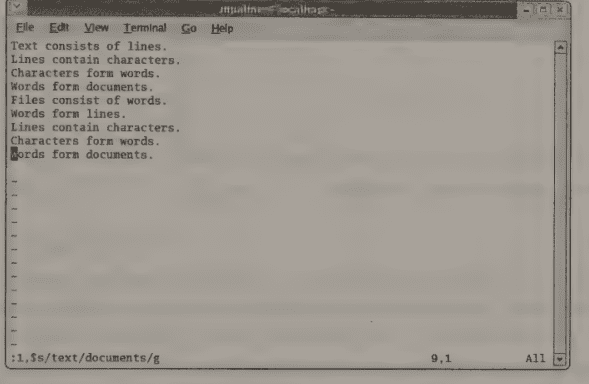 File Edit View Terminal Go Help
Text consists of lines.
Lines contain characters.
Characters form words.
Words form documents.
Files consist of words.
Words form lines.
Lines contain characters.
Characters form words.
Words form documents.
~
~
~
~
~
~
~
~
~
~
~
~
~
:1,$s/text/documents/g 9,1 All